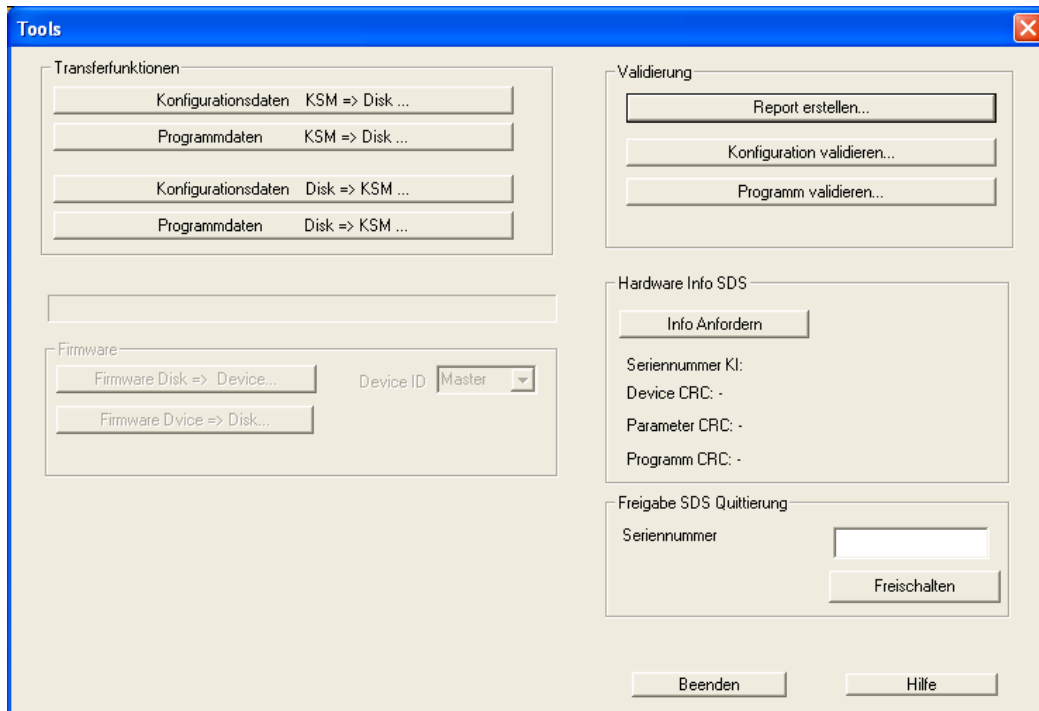 Tools
Transferfunktionen
Konfigurationsdaten KSM => Disk ...
Programmdaten KSM => Disk ...
Konfigurationsdaten Disk => KSM ...
Programmdaten Disk => KSM ...
Firmware
Firmware Disk => Device...
Device ID Master
Firmware Dvice => Disk...
Validierung
Report erstellen...
Konfiguration validieren...
Programm validieren...
Hardware Info SDS
Info Anfordern
Seriennummer KI:
Device CRC: -
Parameter CRC: -
Programm CRC: -
Freigabe SDS Quittierung
Seriennummer
Freischalten
Beenden
Hilfe